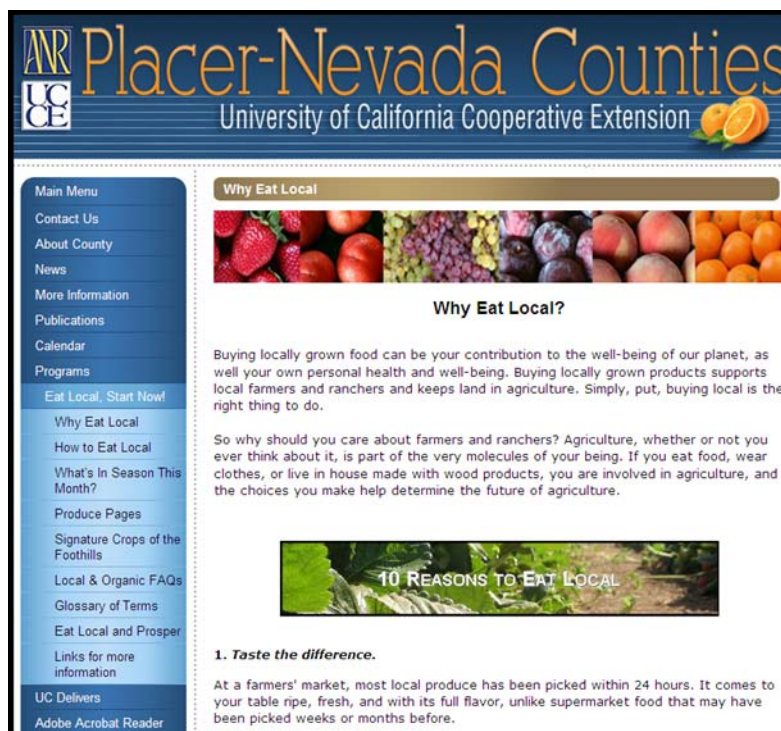 ANR
UC
CE
Placer-Nevada Counties
University of California Cooperative Extension
Main Menu
Contact Us
About County
News
More Information
Publications
Calendar
Programs
Eat Local, Start Now!
Why Eat Local
How to Eat Local
What's In Season This
Month?
Produce Pages
Signature Crops of the
Foothills
Local & Organic FAQs
Glossary of Terms
Eat Local and Prosper
Links for more
information
UC Delivers
Adobe Acrobat Reader
Why Eat Local
Why Eat Local?
Buying locally grown food can be your contribution to the well-being of our planet, as
well your own personal health and well-being. Buying locally grown products supports
local farmers and ranchers and keeps land in agriculture. Simply, put, buying local is the
right thing to do.
So why should you care about farmers and ranchers? Agriculture, whether or not you
ever think about it, is part of the very molecules of your being. If you eat food, wear
clothes, or live in house made with wood products, you are involved in agriculture, and
the choices you make help determine the future of agriculture.
10 REASONS TO EAT LOCAL
1. Taste the difference.
At a farmers' market, most local produce has been picked within 24 hours. It comes to
your table ripe, fresh, and with its full flavor, unlike supermarket food that may have
been picked weeks or months before.